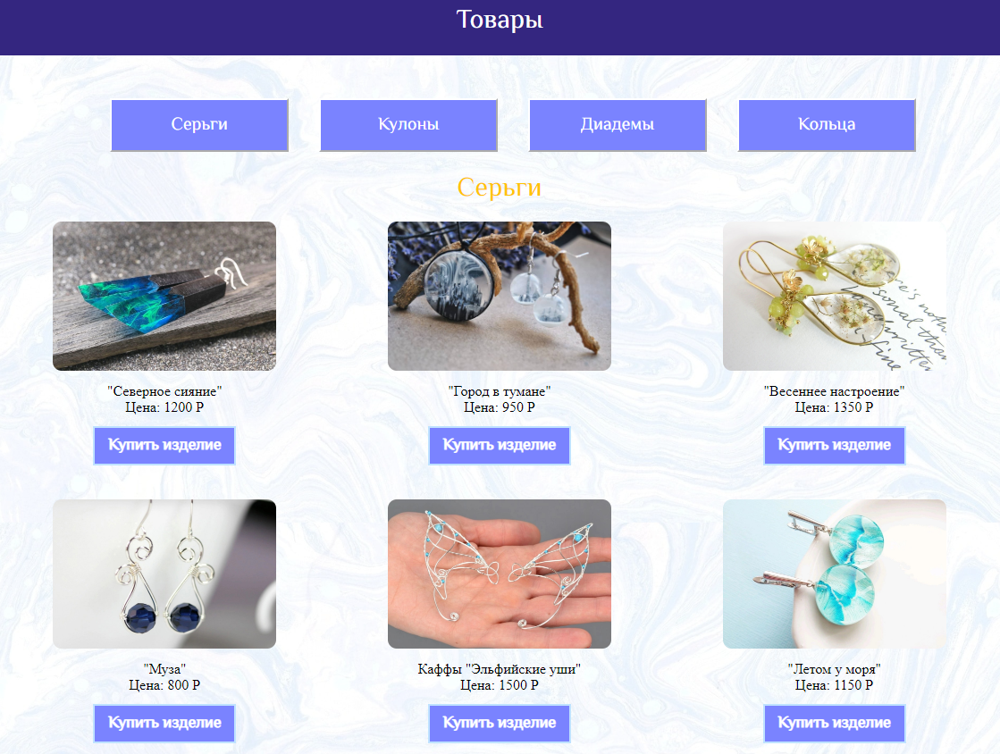 Товары
Серьги Кулоны Диадемы Кольца
Серьги
"Северное сияние" "Город в тумане" "Весеннее настроение"
Цена: 1200 Р Цена: 950 Р Цена: 1350 Р
Купить изделие Купить изделие Купить изделие
"Муза" Каффы "Эльфийские уши" "Летом у моря"
Цена: 800 Р Цена: 1500 Р Цена: 1150 Р
Купить изделие Купить изделие Купить изделие